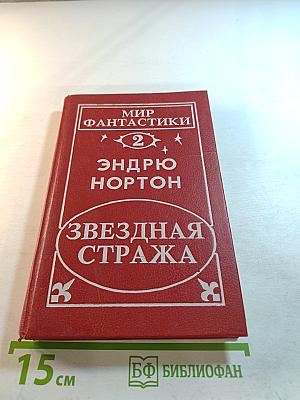 МИР
ФАНТАСТИКИ
2
ЭНДРЮ
НОРТОН
ЗВЕЗДНАЯ
СТРАЖА
15 см
БФ БИБЛИОФАН